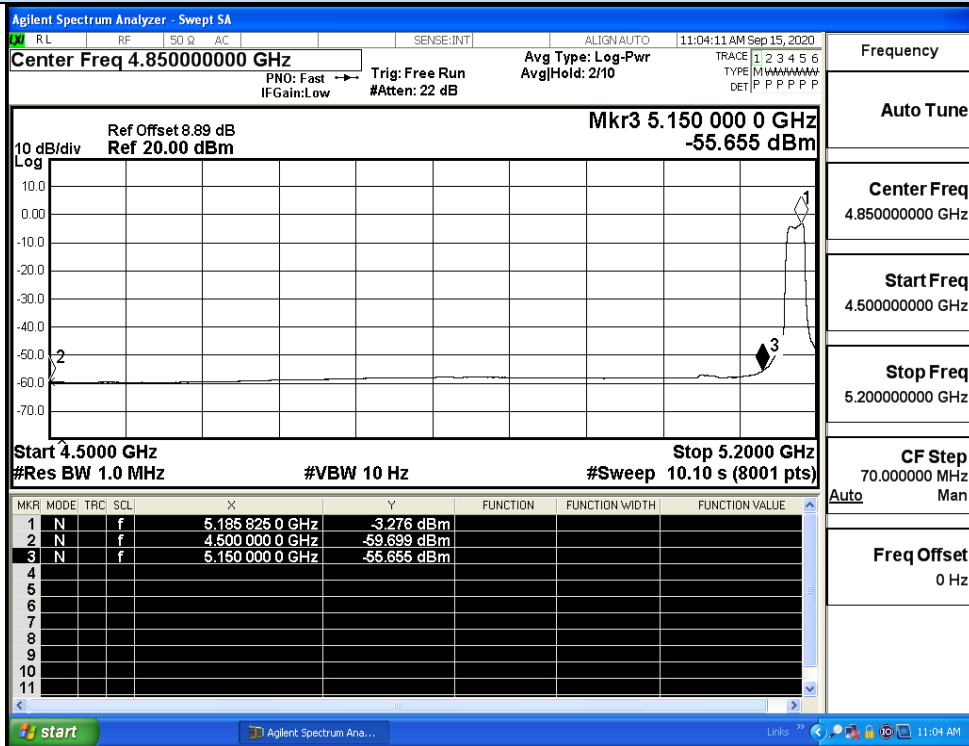 Agilent Spectrum Analyzer - Swept SA
LXI RL RF 50 Ω AC SENSE:INT ALIGN AUTO 11:04:11 AM Sep 15, 2020
Center Freq 4.850000000 GHz
PNO: Fast
IFGain:Low
Trig: Free Run
#Atten: 22 dB
Avg Type: Log-Pwr
Avg|Hold: 2/10
TRACE 1 2 3 4 5 6
TYPE M WWWWW
DET P P P P P P
Mkr3 5.150 000 0 GHz
-55.655 dBm
Ref Offset 8.89 dB
10 dB/div Ref 20.00 dBm
Log
10.0
0.00
-10.0
-20.0
-30.0
-40.0
-50.0
-60.0
-70.0
1
2
3
Start 4.5000 GHz Stop 5.2000 GHz
#Res BW 1.0 MHz #VBW 10 Hz #Sweep 10.10 s (8001 pts)
MKR MODE TRC SCL X Y FUNCTION FUNCTION WIDTH FUNCTION VALUE
1 N f 5.185 825 0 GHz -3.276 dBm
2 N f 4.500 000 0 GHz -59.699 dBm
3 N f 5.150 000 0 GHz -55.655 dBm
4
5
6
7
8
9
10
11
Frequency
Auto Tune
Center Freq
4.850000000 GHz
Start Freq
4.500000000 GHz
Stop Freq
5.200000000 GHz
CF Step
70.000000 MHz
Auto Man
Freq Offset
0 Hz
start Agilent Spectrum Ana... Links » 11:04 AM